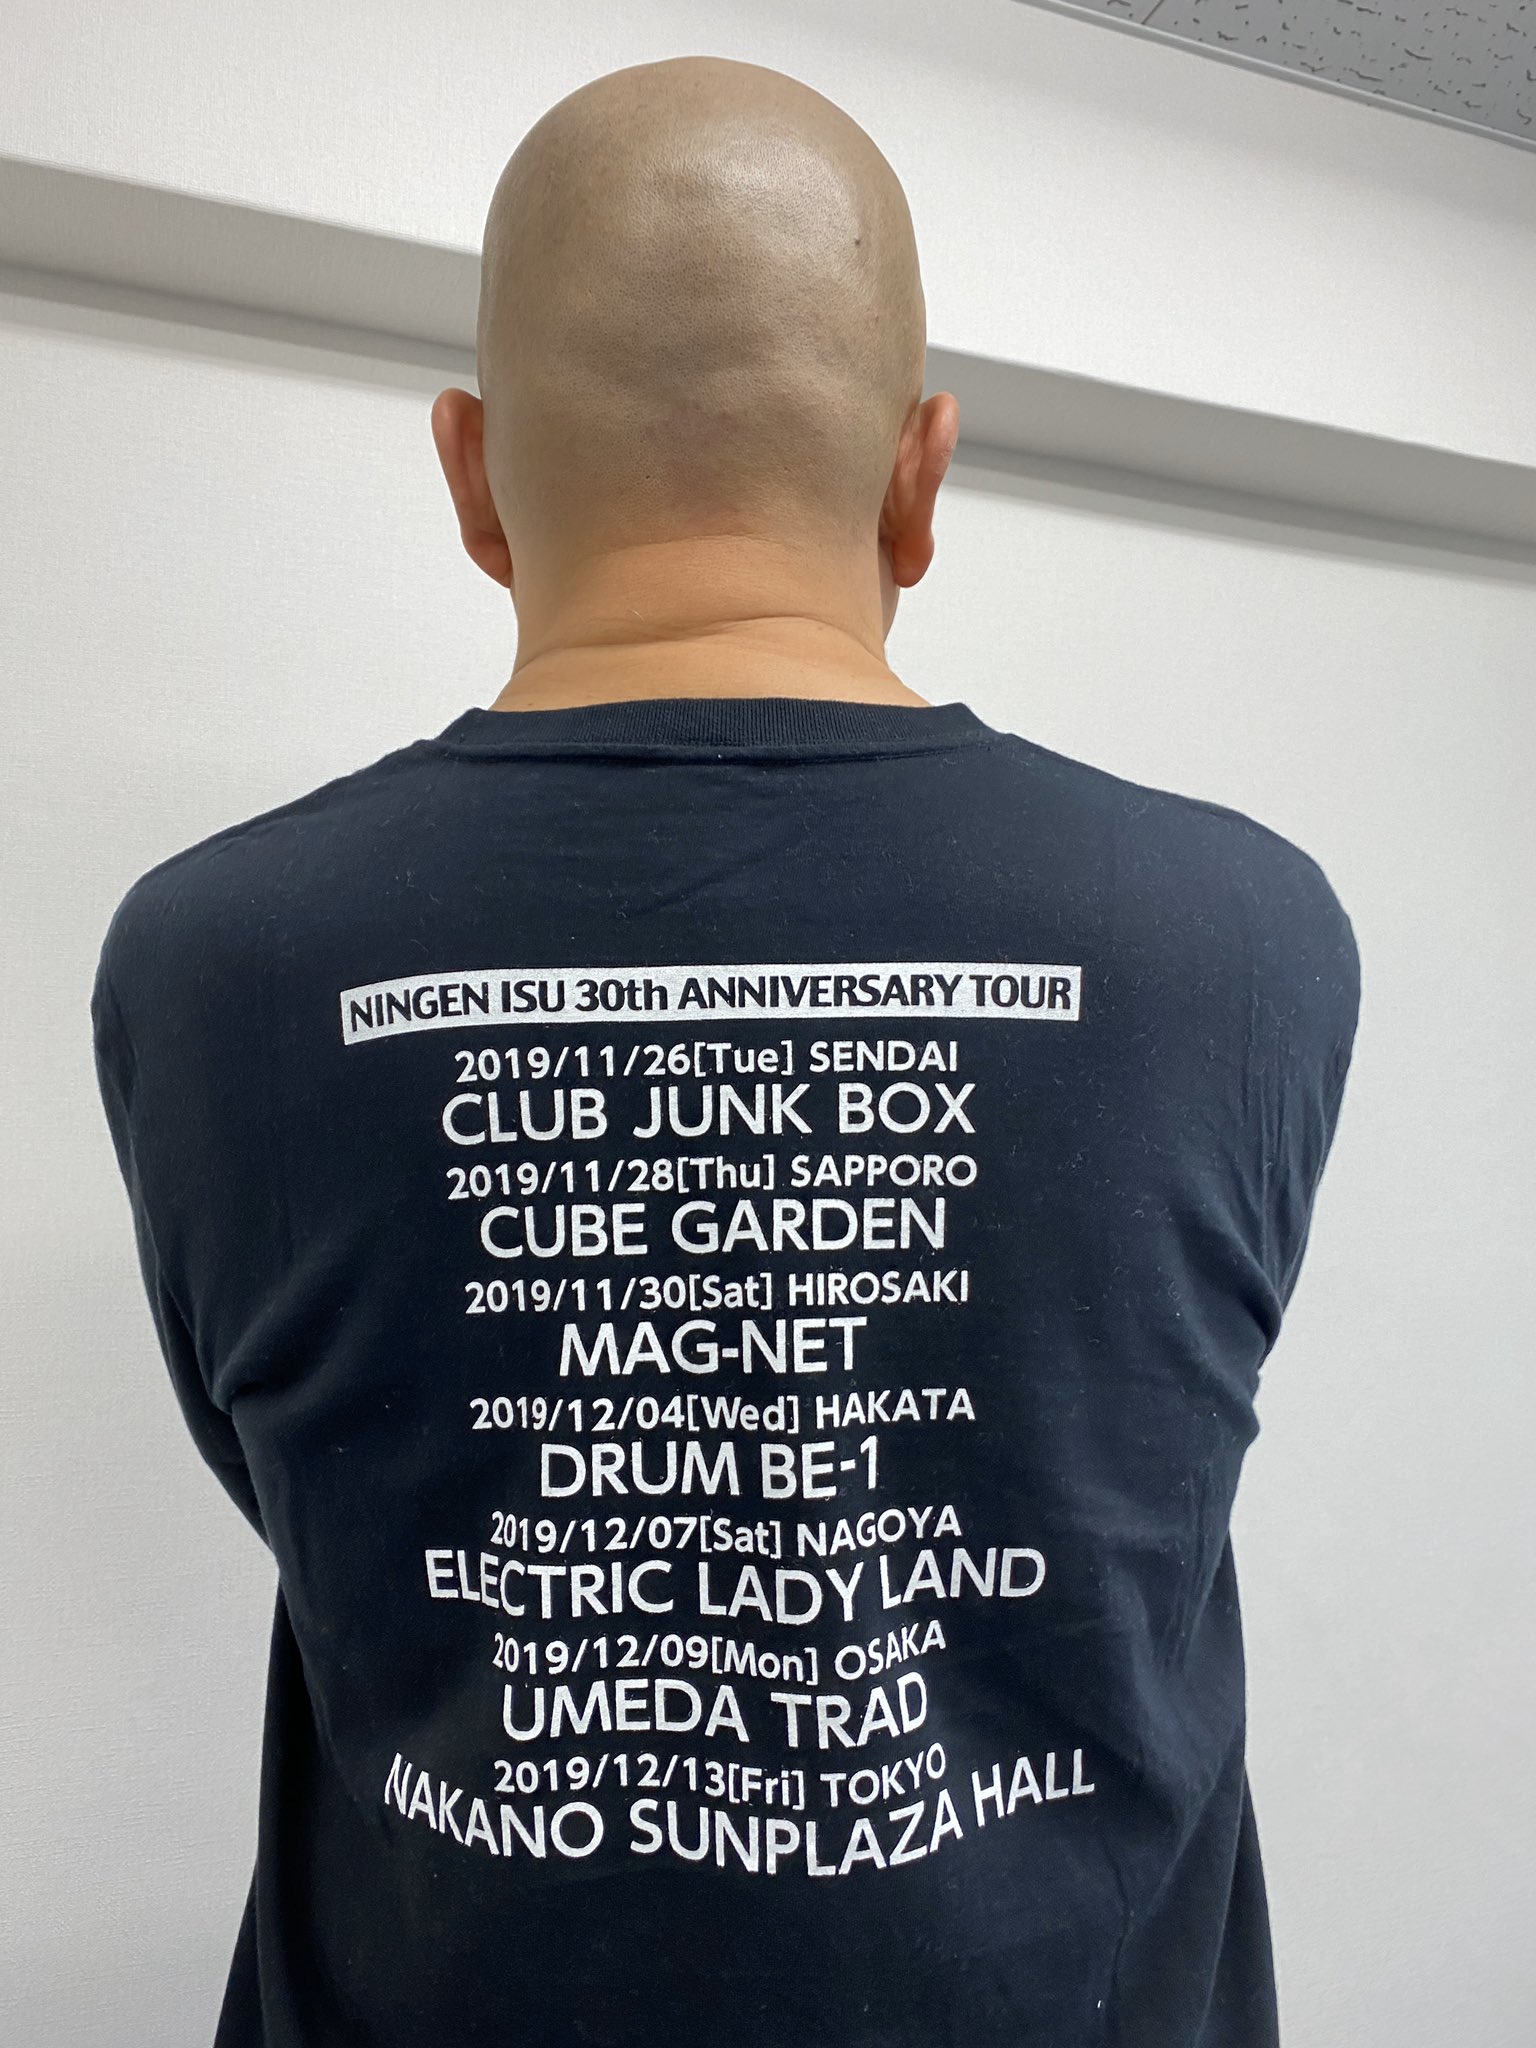 NINGEN ISU 30th ANNIVERSARY TOUR
2019/11/26[Tue] SENDAI
CLUB JUNK BOX
2019/11/28[Thu] SAPPORO
CUBE GARDEN
2019/11/30[Sat] HIROSAKI
MAG-NET
2019/12/04[Wed] HAKATA
DRUM BE-1
2019/12/07[Sat] NAGOYA
ELECTRIC LADY LAND
2019/12/09[Mon] OSAKA
UMEDA TRAD
2019/12/13[Fri] TOKYO
NAKANO SUNPLAZA HALL